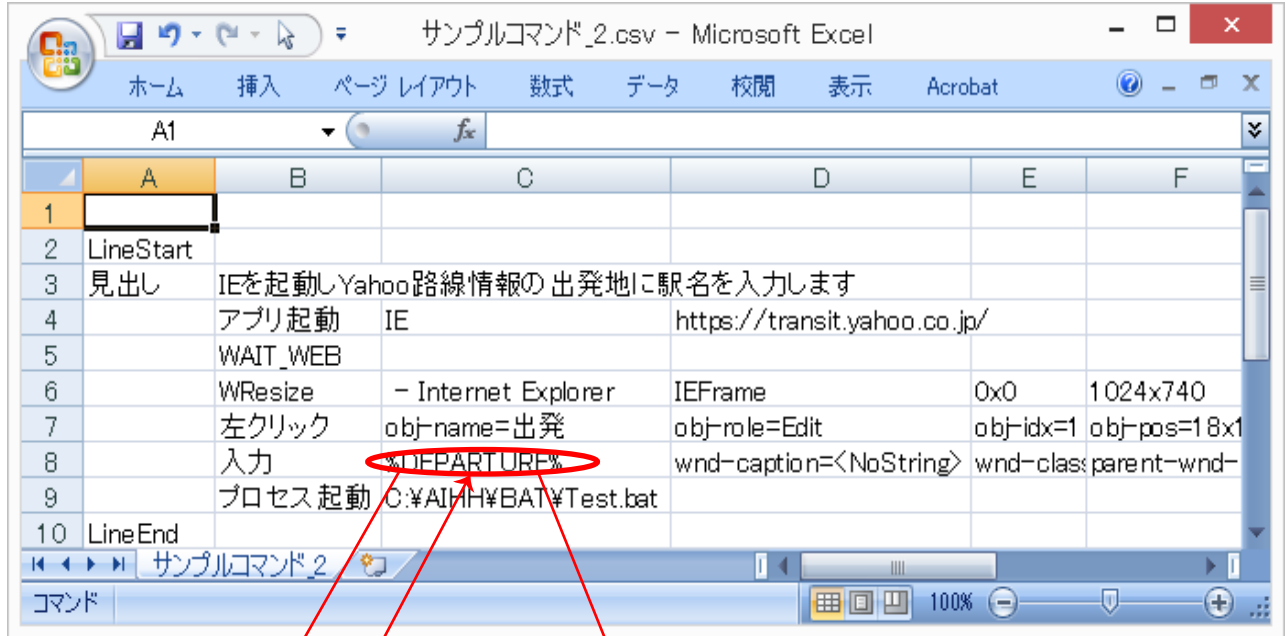 サンプルコマンド_2.csv - Microsoft Excel
ホーム 挿入 ページ レイアウト 数式 データ 校閲 表示 Acrobat
A1 fx
A B C D E F
1
2 LineStart
3 見出し IEを起動しYahoo路線情報の出発地に駅名を入力します
4 アプリ起動 IE https://transit.yahoo.co.jp/
5 WAIT_WEB
6 WResize - Internet Explorer IEFrame 0x0 1024x740
7 左クリック obj-name=出発 obj-role=Edit obj-idx=1 obj-pos=18x1
8 入力 %DEPARTURE% wnd-caption=<NoString> wnd-clas parent-wnd-
9 プロセス起動 C:¥AIHH¥BAT¥Test.bat
10 LineEnd
サンプルコマンド_2
コマンド 100%